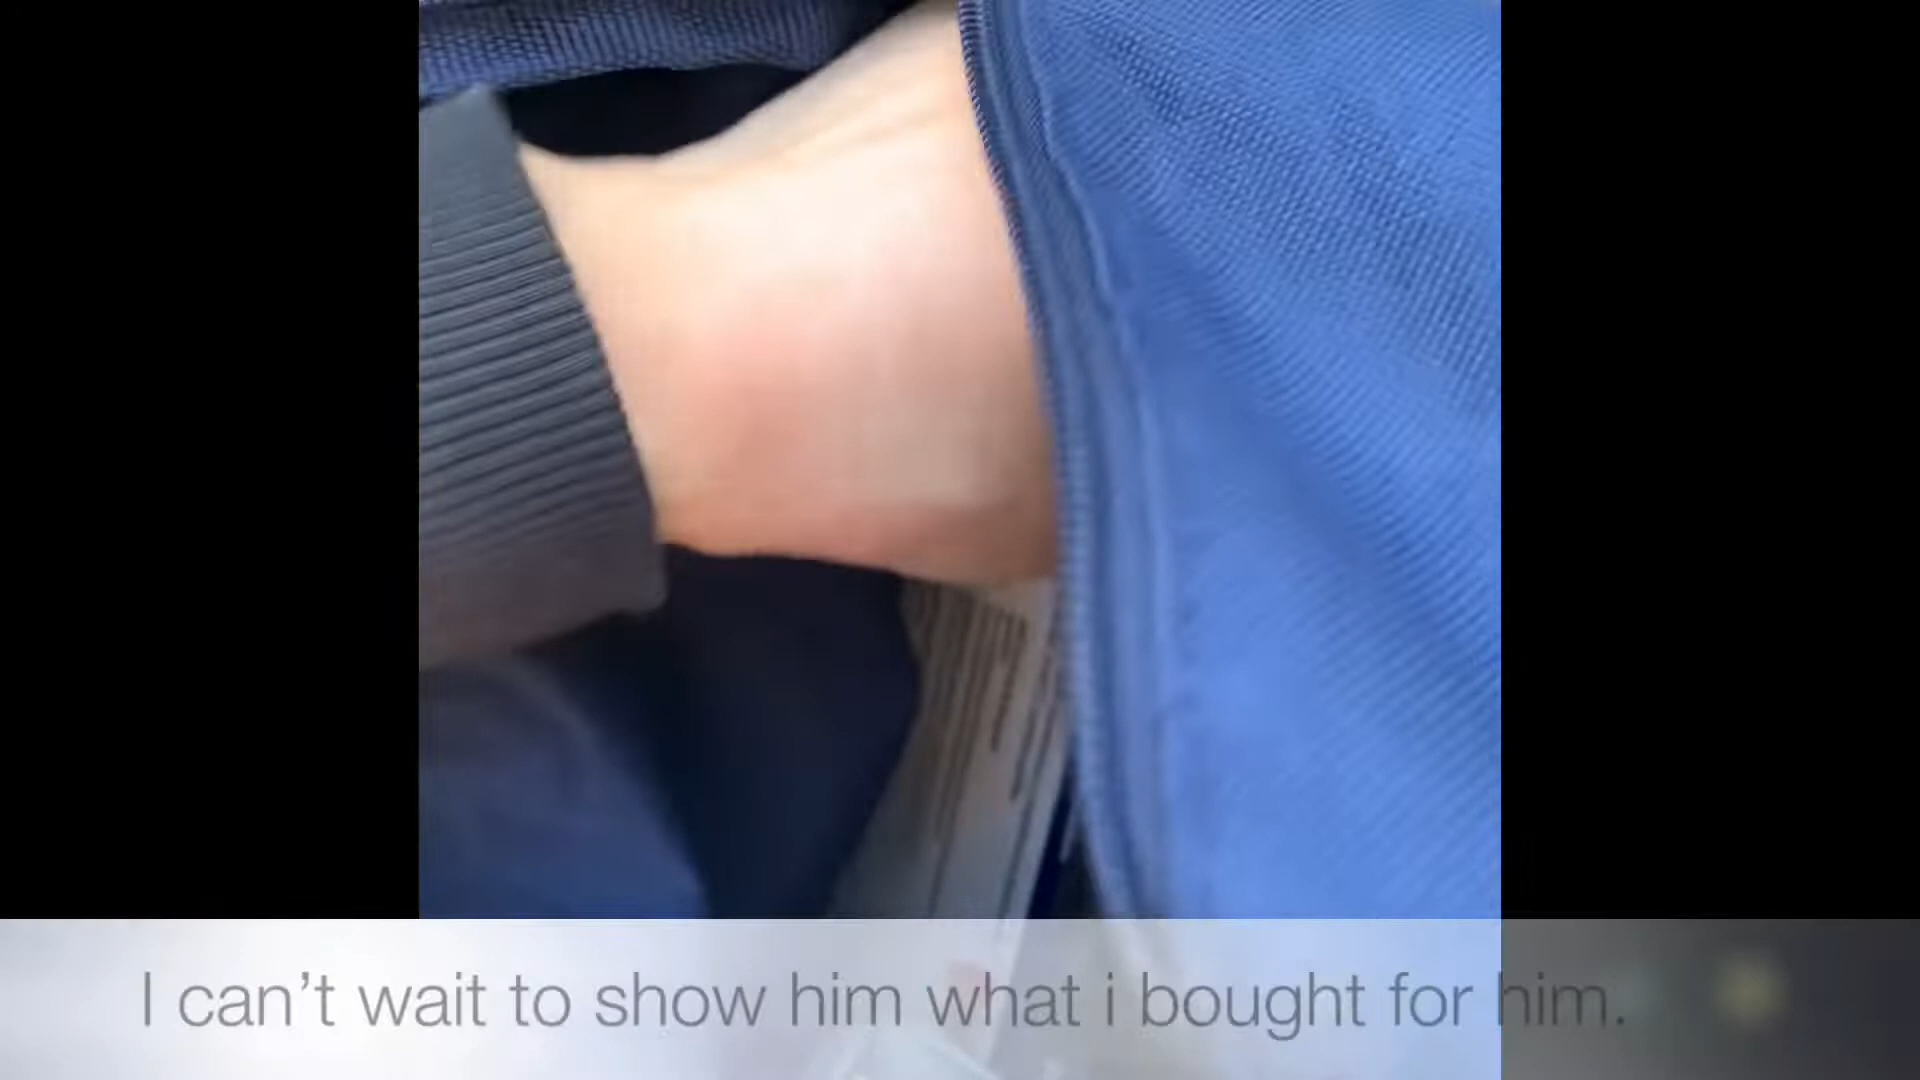 I can’t wait to show him what i bought for him.